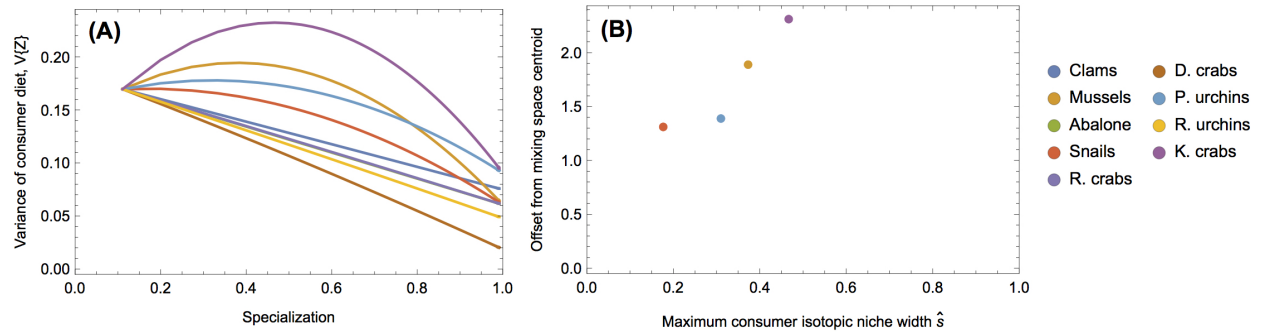 (A)
Variance of consumer diet, V{Z}
0.20
0.15
0.10
0.05
0.00
0.0 0.2 0.4 0.6 0.8 1.0
Specialization
(B)
Offset from mixing space centroid
2.0
1.5
1.0
0.5
0.0
0.0 0.2 0.4 0.6 0.8 1.0
Maximum consumer isotopic niche width ŝ
Clams
Mussels
Abalone
Snails
R. crabs
D. crabs
P. urchins
R. urchins
K. crabs